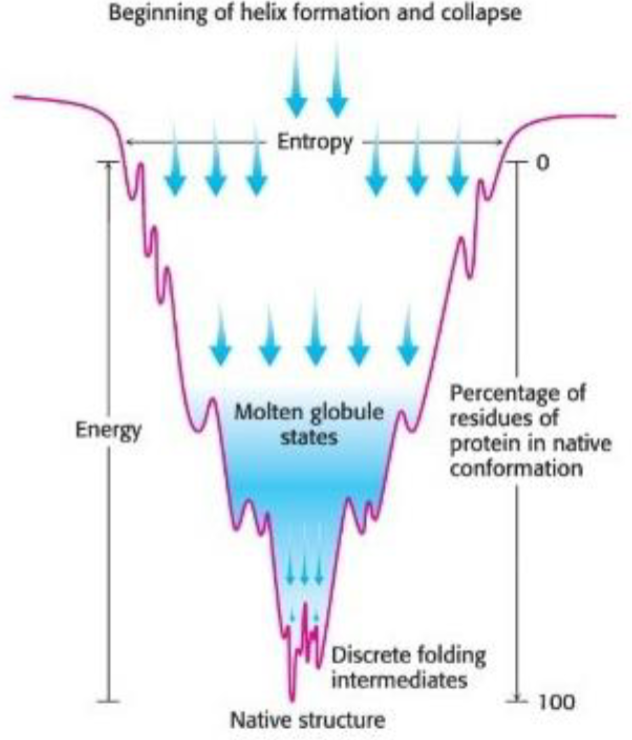 Beginning of helix formation and collapse
Entropy
0
Percentage of
residues of
protein in native
conformation
Molten globule
states
Energy
Discrete folding
intermediates
100
Native structure